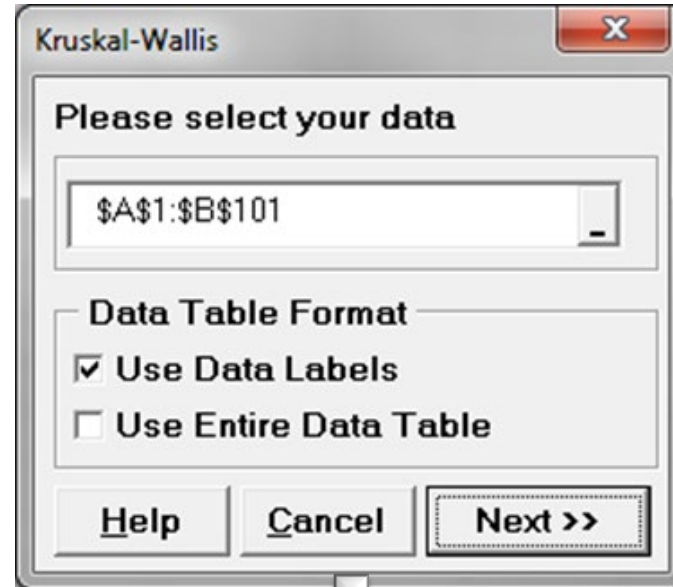 Kruskal-Wallis
Please select your data
$A$1:$B$101
Data Table Format
Use Data Labels
Use Entire Data Table
Help Cancel Next >>